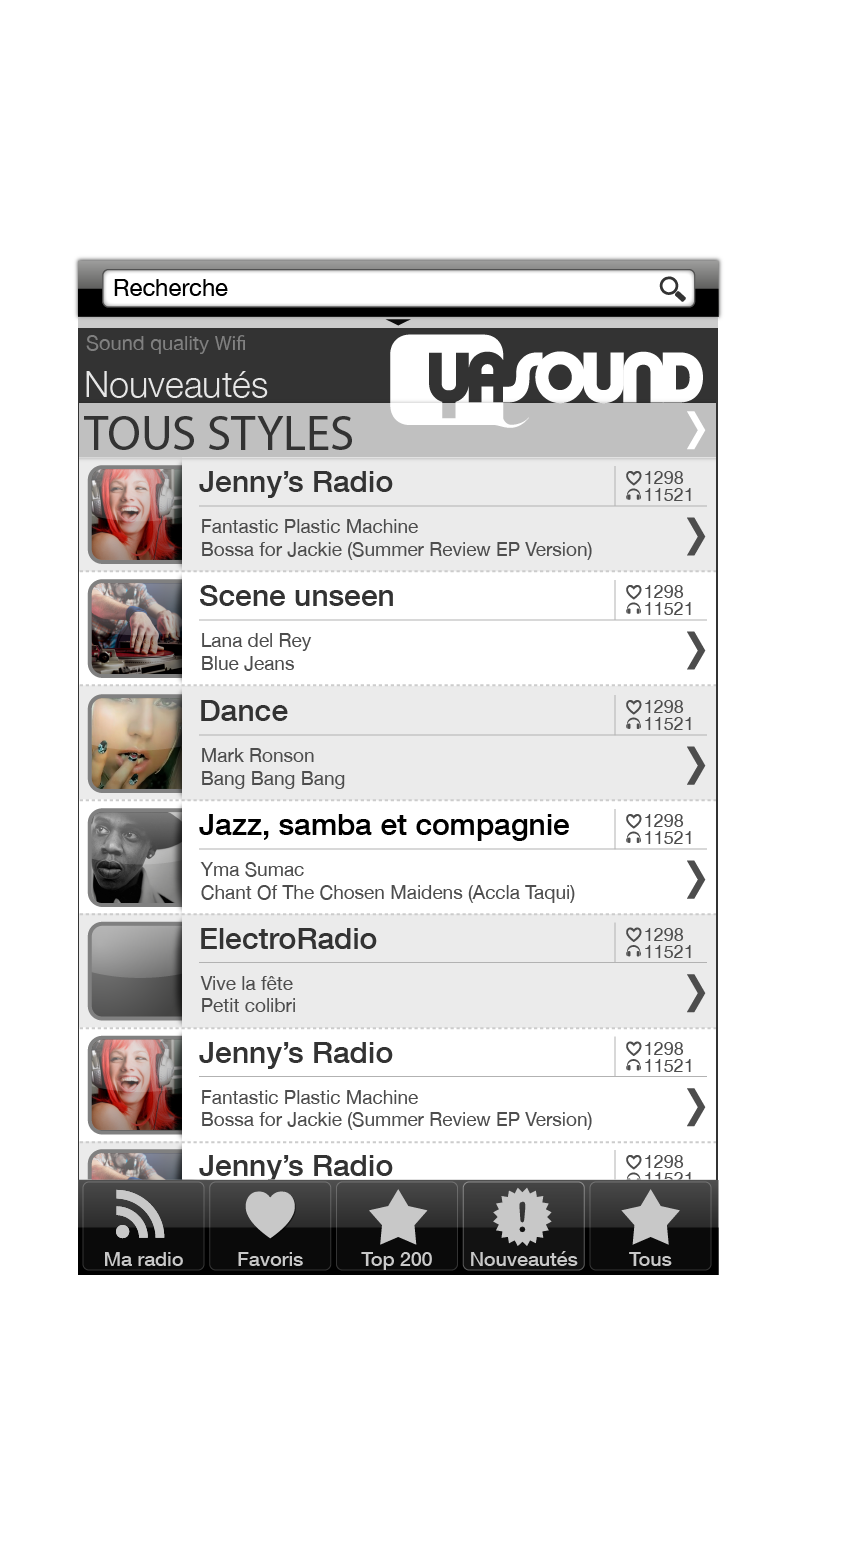 Recherche
Sound quality Wifi
Nouveautés
YASOUND
TOUS STYLES
Jenny’s Radio
1298
11521
Fantastic Plastic Machine
Bossa for Jackie (Summer Review EP Version)
Scene unseen
1298
11521
Lana del Rey
Blue Jeans
Dance
1298
11521
Mark Ronson
Bang Bang Bang
Jazz, samba et compagnie
1298
11521
Yma Sumac
Chant Of The Chosen Maidens (Accla Taqui)
ElectroRadio
1298
11521
Vive la fête
Petit colibri
Jenny’s Radio
1298
11521
Fantastic Plastic Machine
Bossa for Jackie (Summer Review EP Version)
Jenny’s Radio
1298
11521
Ma radio
Favoris
Top 200
Nouveautés
Tous